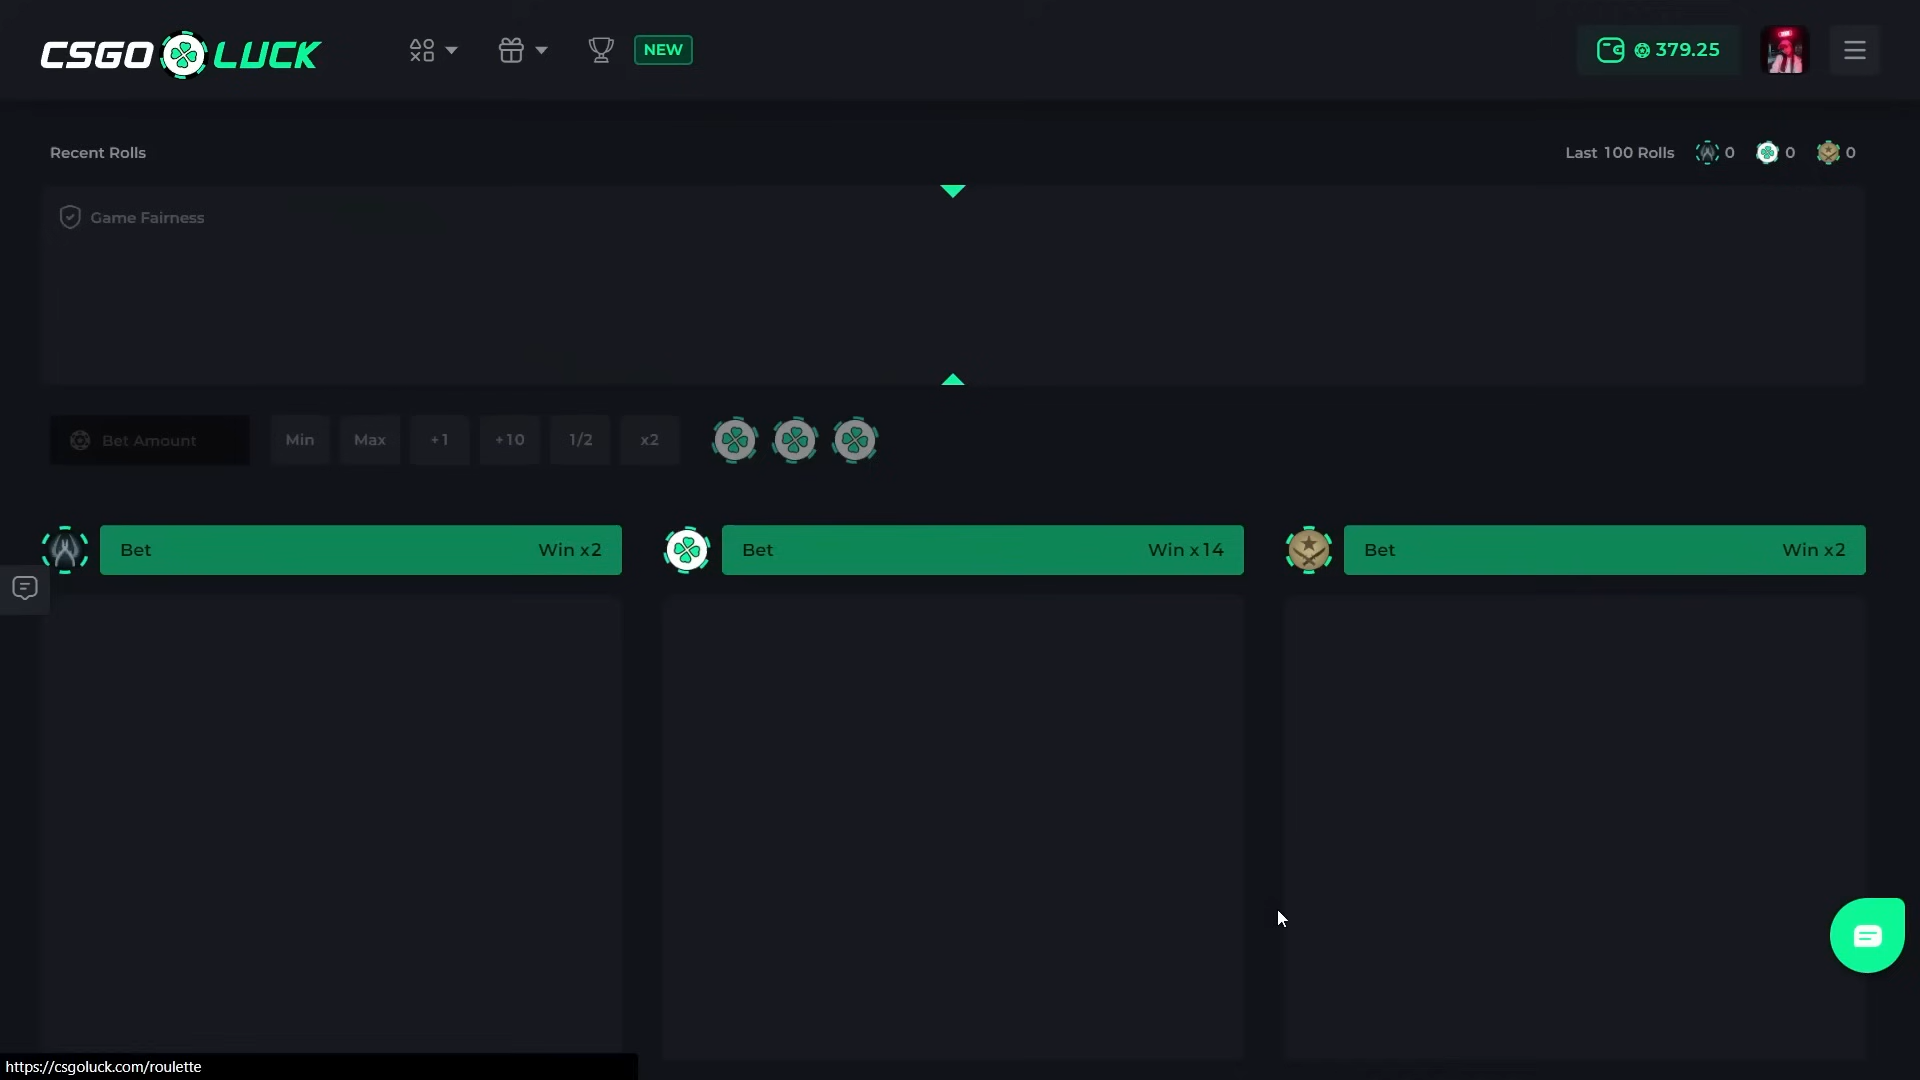 CSGO LUCK
NEW
379.25
Recent Rolls
Last 100 Rolls 0 0 0
Game Fairness
Bet Amount Min Max +1 +10 1/2 x2
Bet Win x2
Bet Win x14
Bet Win x2
https://csgoluck.com/roulette